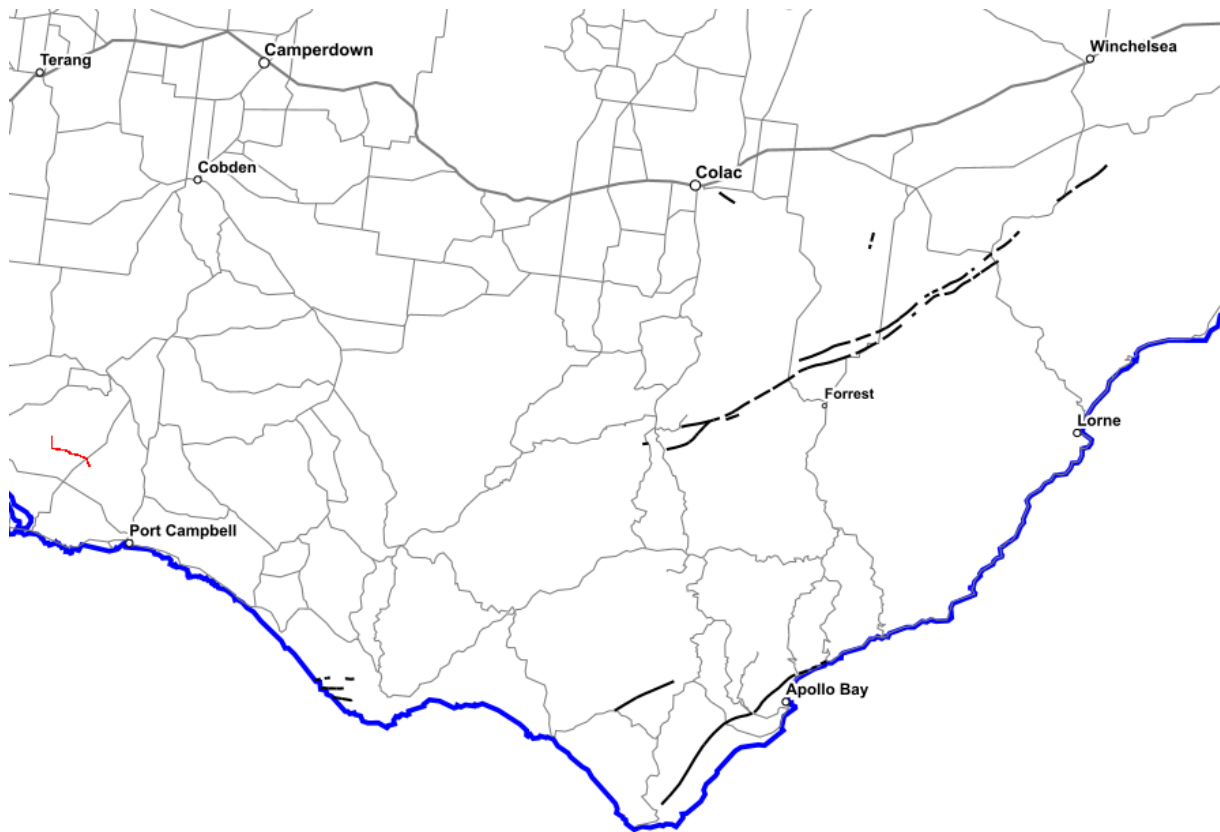 Winchelsea
Camperdown
Terang
Cobden
Colac
Forrest
Lorne
Port Campbell
Apollo Bay